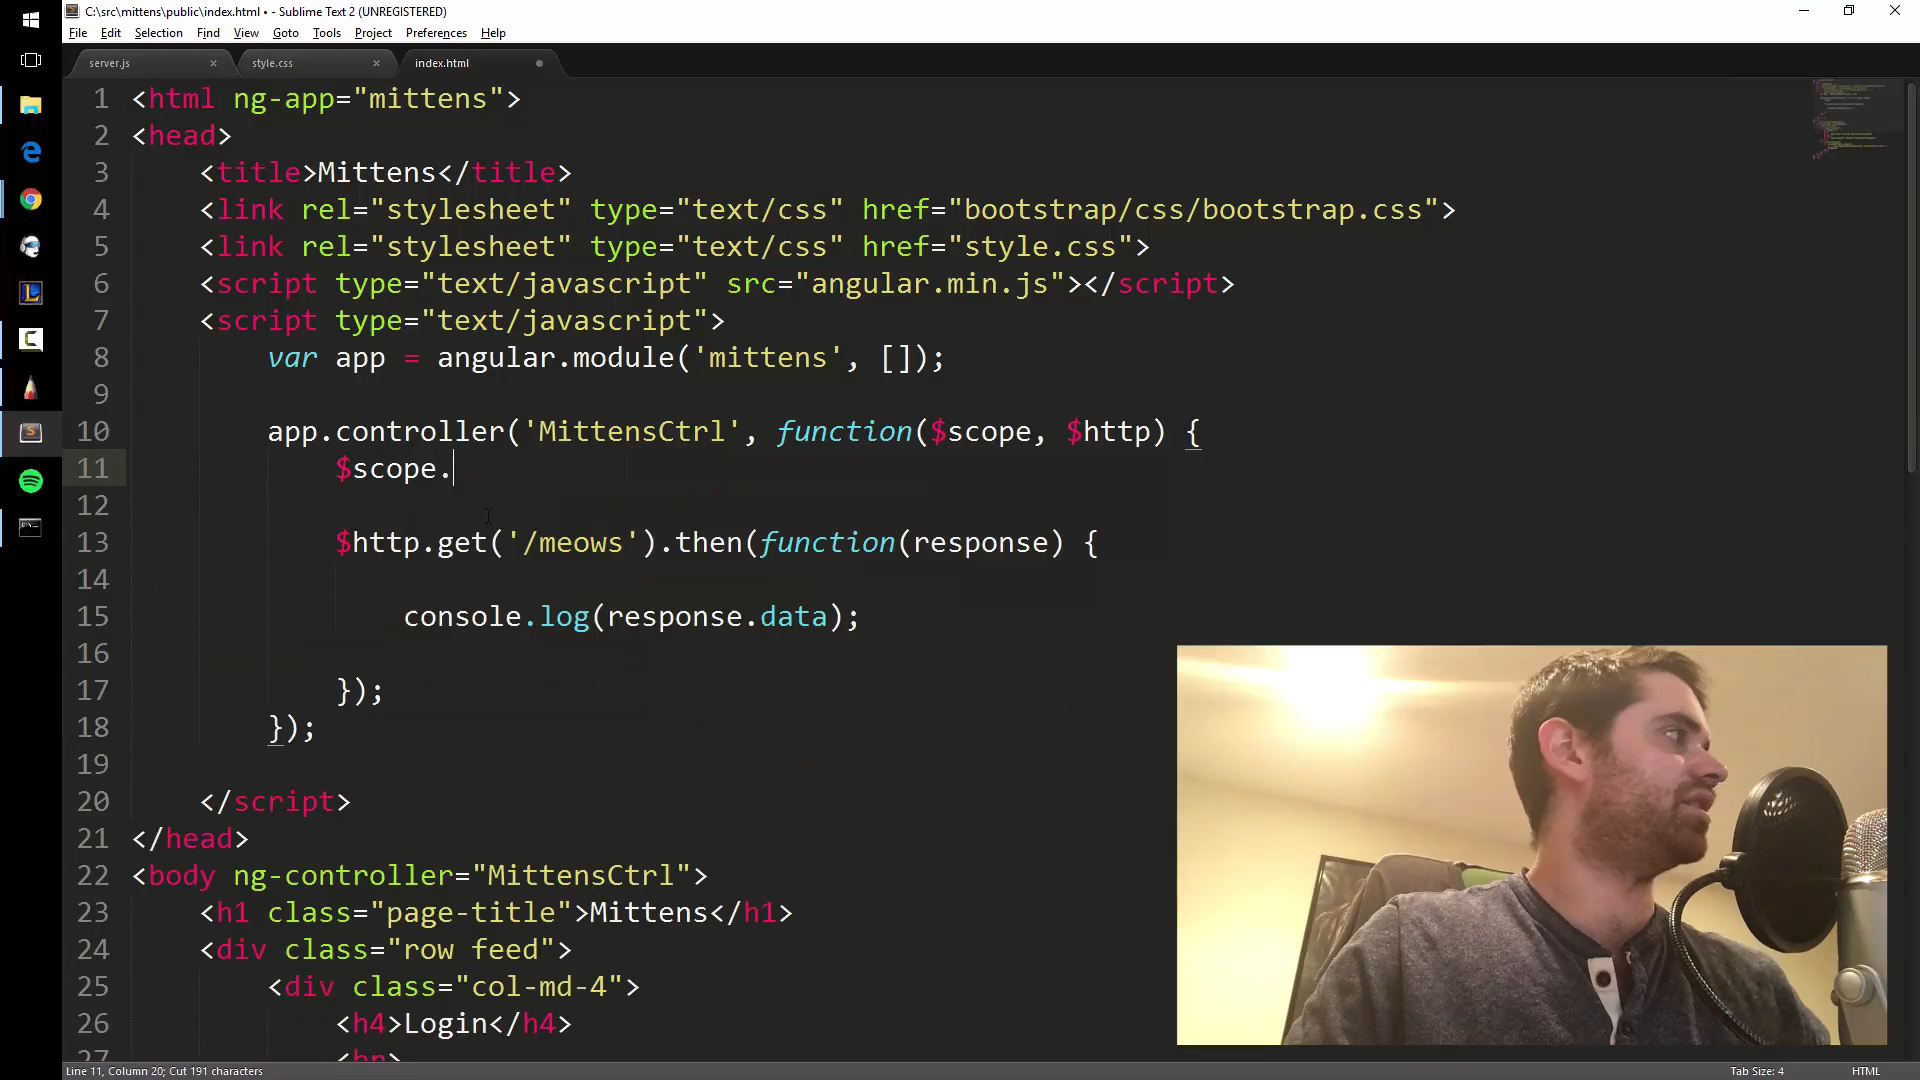 C:\src\mittens\public\index.html • - Sublime Text 2 (UNREGISTERED)
File Edit Selection Find View Goto Tools Project Preferences Help
server.js × style.css × index.html
1 <html ng-app="mittens">
2 <head>
3 <title>Mittens</title>
4 <link rel="stylesheet" type="text/css" href="bootstrap/css/bootstrap.css">
5 <link rel="stylesheet" type="text/css" href="style.css">
6 <script type="text/javascript" src="angular.min.js"></script>
7 <script type="text/javascript">
8 var app = angular.module('mittens', []);
9
10 app.controller('MittensCtrl', function($scope, $http) {
11 $scope.
12
13 $http.get('/meows').then(function(response) {
14
15 console.log(response.data);
16
17 });
18 });
19
20 </script>
21 </head>
22 <body ng-controller="MittensCtrl">
23 <h1 class="page-title">Mittens</h1>
24 <div class="row feed">
25 <div class="col-md-4">
26 <h4>Login</h4>
27
Line 11, Column 20; Cut 191 characters Tab Size: 4 HTML